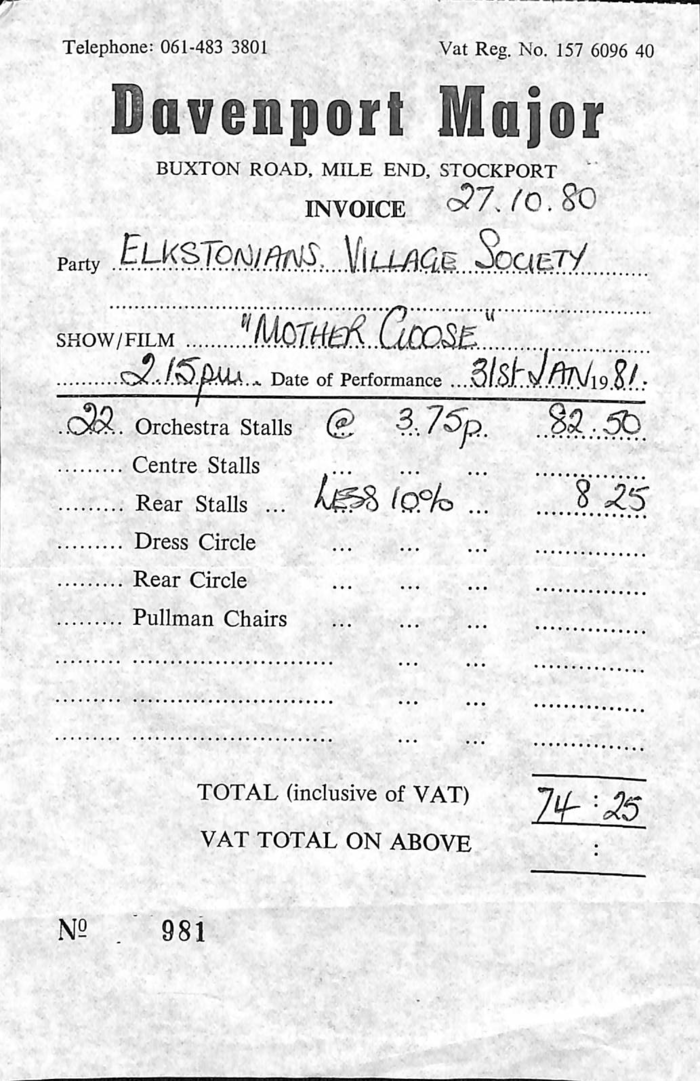 Telephone: 061-483 3801 Vat Reg. No. 157 6096 40
Davenport Major
BUXTON ROAD, MILE END, STOCKPORT
INVOICE 27.10.80
Party ELKSTONIANS VILLAGE SOCIETY
SHOW/FILM "MOTHER GOOSE"
2.15pm Date of Performance 31st JAN 1981.
22 Orchestra Stalls @ 3.75p. 82.50
Centre Stalls
Rear Stalls ... LESS 10% ... 8 25
Dress Circle ... ... ...
Rear Circle ... ... ...
Pullman Chairs ... ... ...
TOTAL (inclusive of VAT) 74 : 25
VAT TOTAL ON ABOVE :
Nº 981